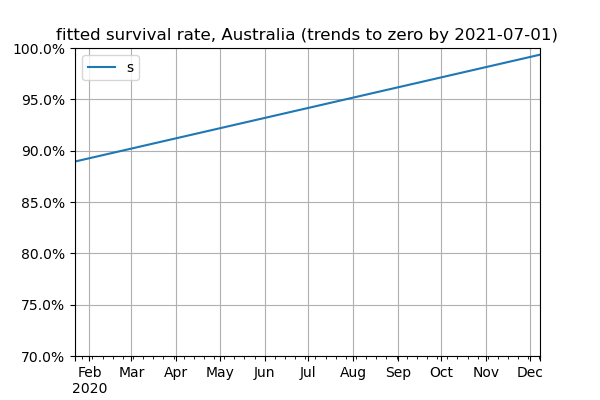 fitted survival rate, Australia (trends to zero by 2021-07-01)
100.0%
s
95.0%
90.0%
85.0%
80.0%
75.0%
70.0%
Feb Mar Apr May Jun Jul Aug Sep Oct Nov Dec
2020